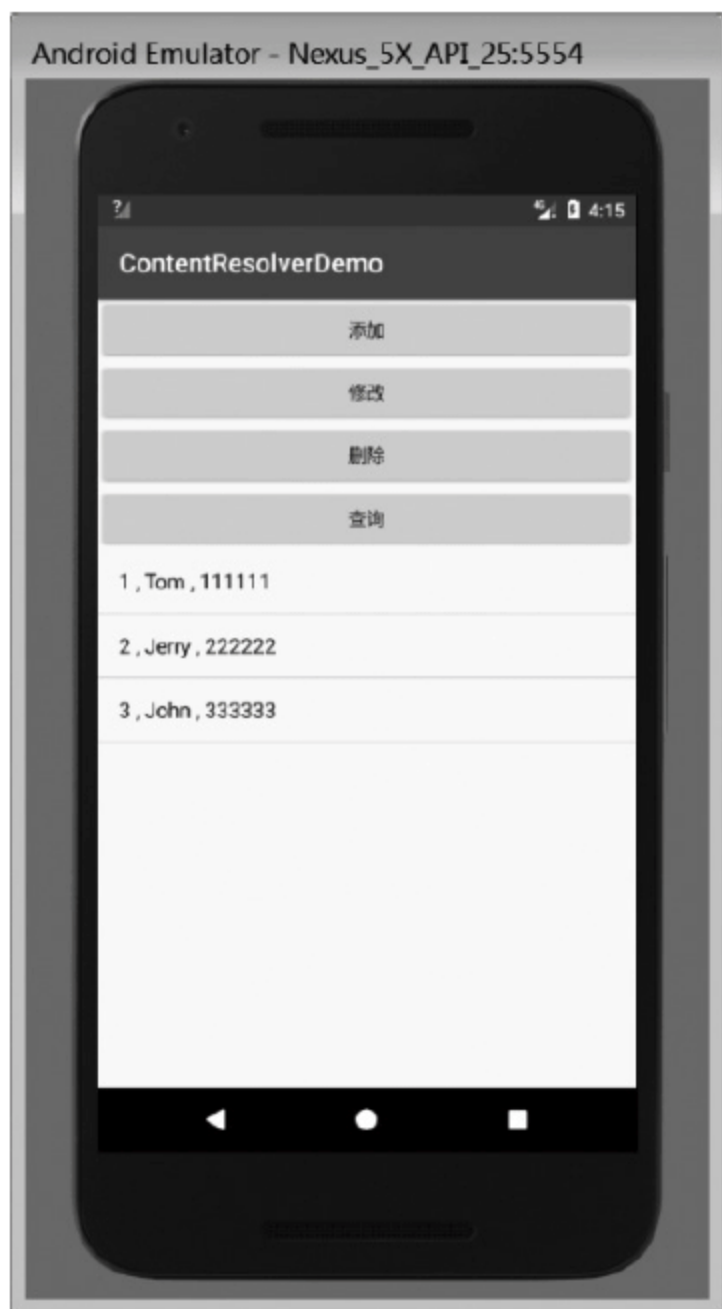 Android Emulator - Nexus_5X_API_25:5554
4G 4:15
ContentResolverDemo
添加
修改
删除
查询
1 , Tom , 111111
2 , Jerry , 222222
3 , John , 333333